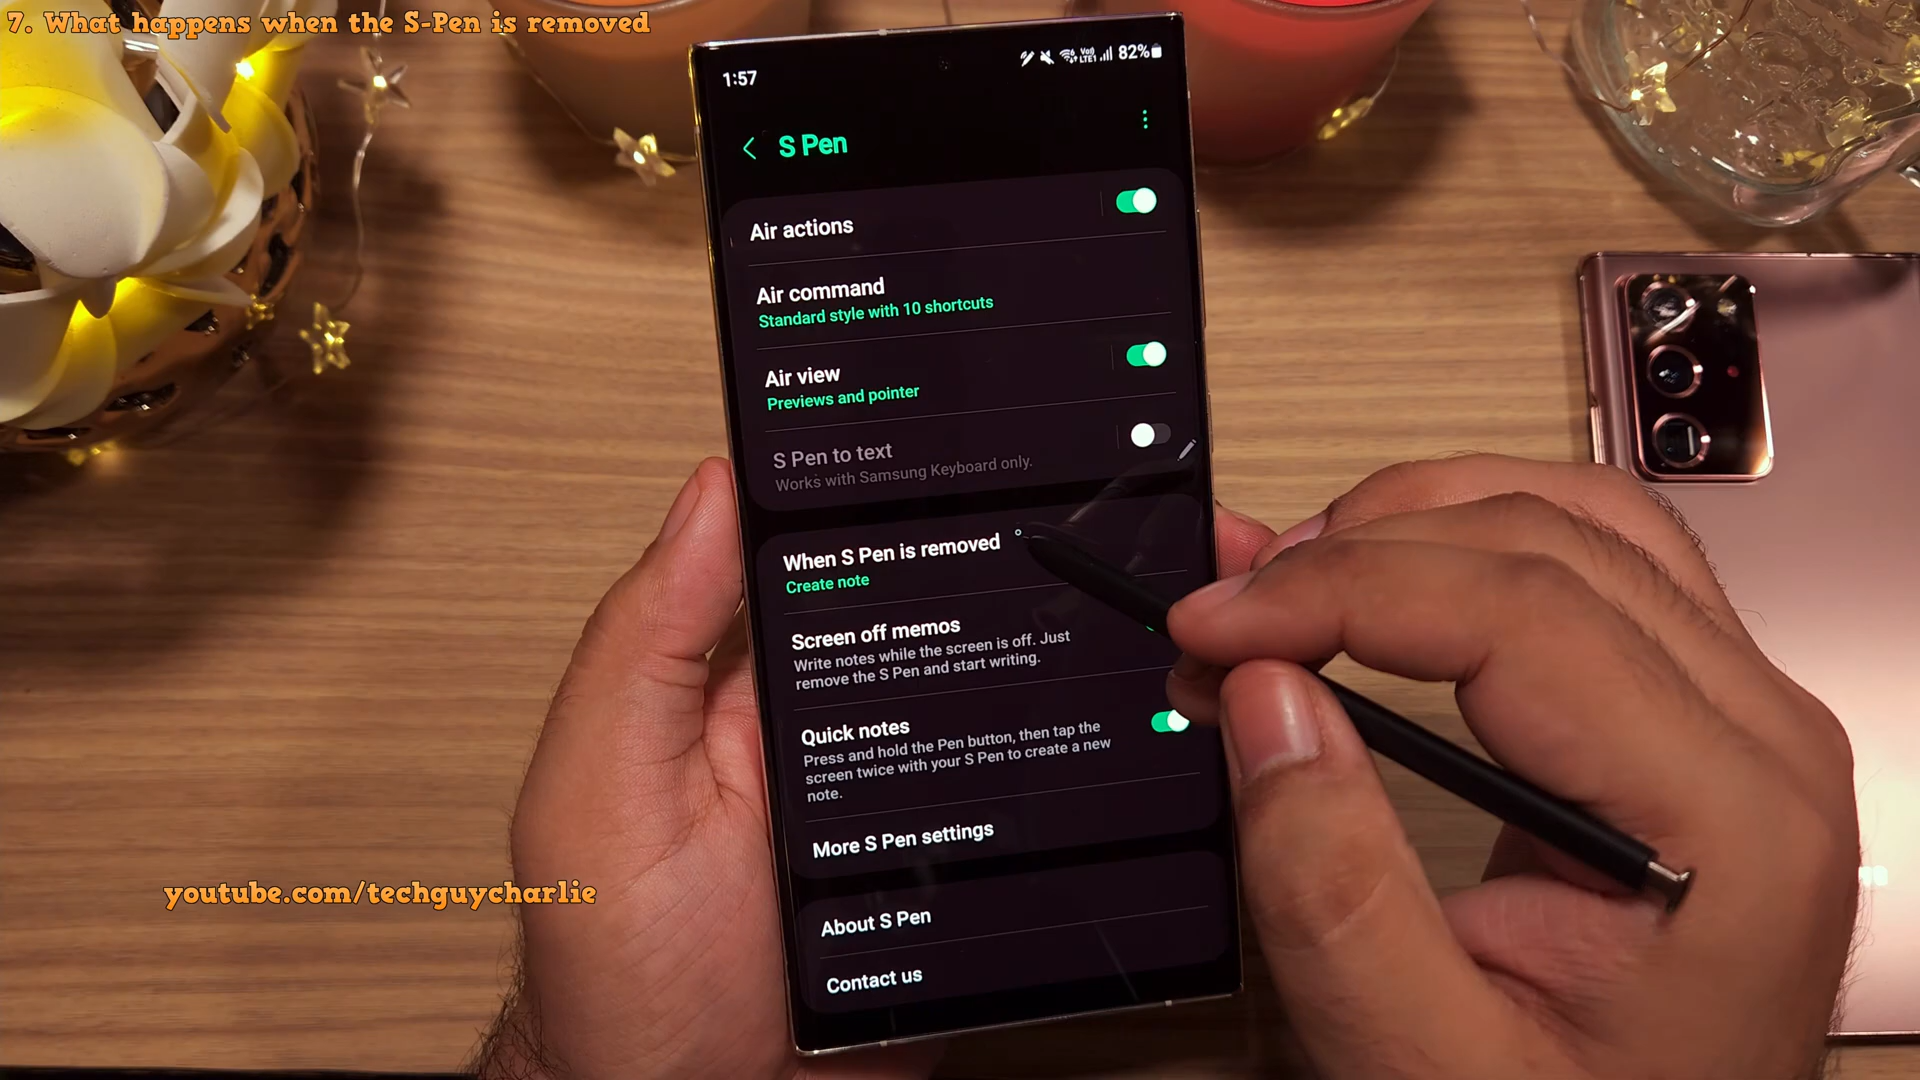 7. What happens when the S-Pen is removed
1:57
Vo)
LTE1
82%
S Pen
Air actions
Air command
Standard style with 10 shortcuts
Air view
Previews and pointer
S Pen to text
Works with Samsung Keyboard only.
When S Pen is removed
Create note
Screen off memos
Write notes while the screen is off. Just
remove the S Pen and start writing.
Quick notes
Press and hold the Pen button, then tap the
screen twice with your S Pen to create a new
note.
More S Pen settings
About S Pen
Contact us
youtube.com/techguycharlie